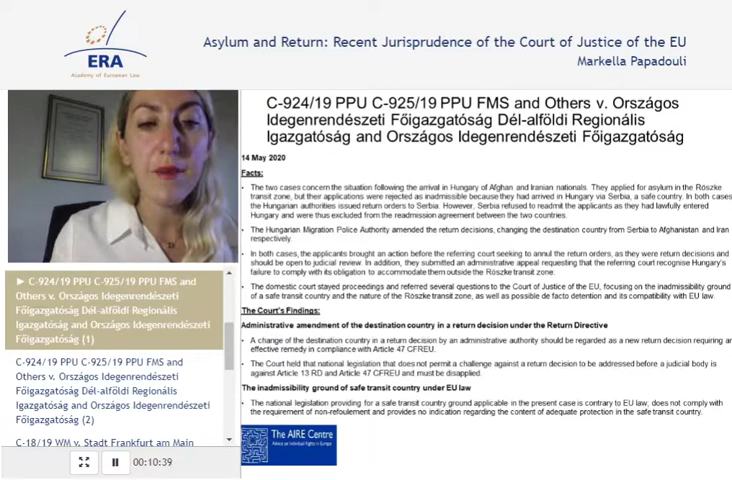 ERA
Academy of European Law
Asylum and Return: Recent Jurisprudence of the Court of Justice of the EU
Markella Papadouli
► C-924/19 PPU C-925/19 PPU FMS and
Others v. Országos Idegenrendészeti
Főigazgatóság Dél-alföldi Regionális
Igazgatóság and Országos Idegenrendészeti
Főigazgatóság (1)
C-924/19 PPU C-925/19 PPU FMS and
Others v. Országos Idegenrendészeti
Főigazgatóság Dél-alföldi Regionális
Igazgatóság and Országos Idegenrendészeti
Főigazgatóság (2)
C-18/19 WM v. Stadt Frankfurt am Main
00:10:39
C-924/19 PPU C-925/19 PPU FMS and Others v. Országos
Idegenrendészeti Főigazgatóság Dél-alföldi Regionális
Igazgatóság and Országos Idegenrendészeti Főigazgatóság
14 May 2020
Facts:
• The two cases concern the situation following the arrival in Hungary of Afghan and Iranian nationals. They applied for asylum in the Röszke
transit zone, but their applications were rejected as inadmissible because they had arrived in Hungary via Serbia, a safe country. In both cases
the Hungarian authorities issued return orders to Serbia. However, Serbia refused to readmit the applicants as they had lawfully entered
Hungary and were thus excluded from the readmission agreement between the two countries.
• The Hungarian Migration Police Authority amended the return decisions, changing the destination country from Serbia to Afghanistan and Iran
respectively.
• In both cases, the applicants brought an action before the referring court seeking to annul the return orders, as they were return decisions and
should be open to judicial review. In addition, they submitted an administrative appeal requesting that the referring court recognise Hungary's
failure to comply with its obligation to accommodate them outside the Röszke transit zone.
• The domestic court stayed proceedings and referred several questions to the Court of Justice of the EU, focusing on the inadmissibility ground
of a safe transit country and the nature of the Röszke transit zone, as well as possible de facto detention and its compatibility with EU law.
The Court's Findings:
Administrative amendment of the destination country in a return decision under the Return Directive
• A change of the destination country in a return decision by an administrative authority should be regarded as a new return decision requiring an
effective remedy in compliance with Article 47 CFREU.
• The Court held that national legislation that does not permit a challenge against a return decision to be addressed before a judicial body is
against Article 13 RD and Article 47 CFREU and must be disapplied.
The inadmissibility ground of safe transit country under EU law
• The national legislation providing for a safe transit country ground applicable in the present case is contrary to EU law, does not comply with
the requirement of non-refoulement and provides no indication regarding the content of adequate protection in the safe transit country.
The AIRE Centre
Advice on Individual Rights in Europe